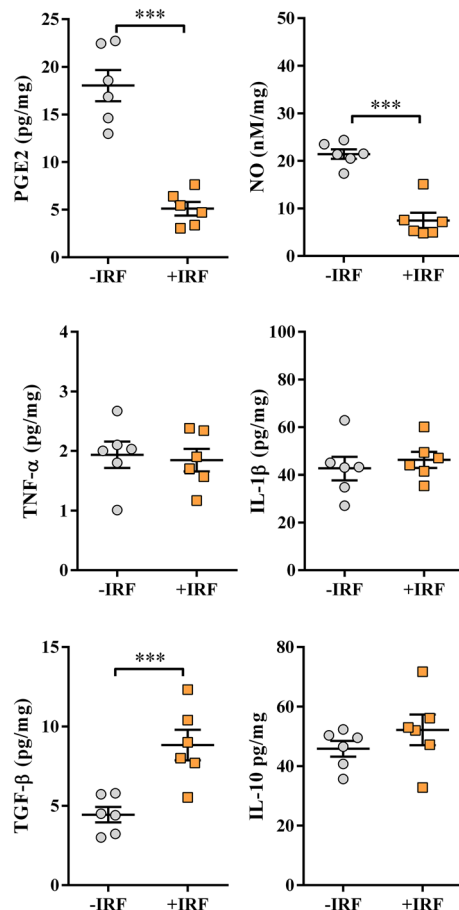 ***
25
20
15
10
5
0
PGE2 (pg/mg)
-IRF +IRF
***
50
40
30
20
10
0
NO (nM/mg)
-IRF +IRF
4
3
2
1
0
TNF-α (pg/mg)
-IRF +IRF
100
80
60
40
20
0
IL-1β (pg/mg)
-IRF +IRF
***
15
10
5
0
TGF-β (pg/mg)
-IRF +IRF
80
60
40
20
0
IL-10 pg/mg)
-IRF +IRF